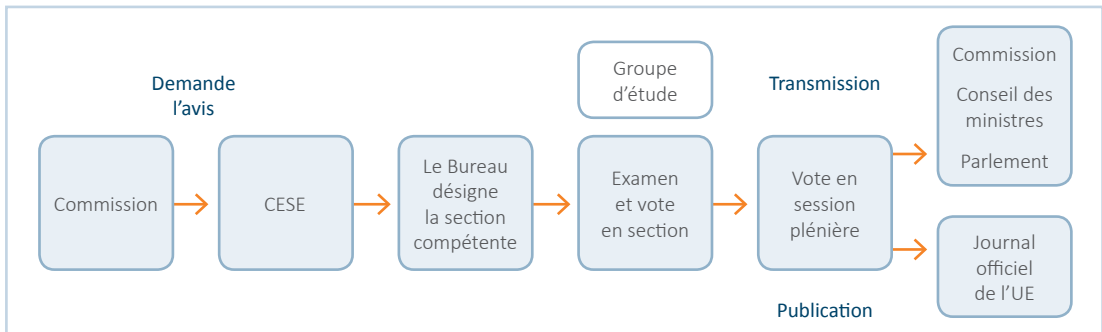 Demande
l'avis
Commission
CESE
Le Bureau
désigne
la section
compétente
Groupe
d'étude
Examen
et vote
en section
Vote en
session
plénière
Transmission
Commission
Conseil des
ministres
Parlement
Publication
Journal
officiel
de l'UE